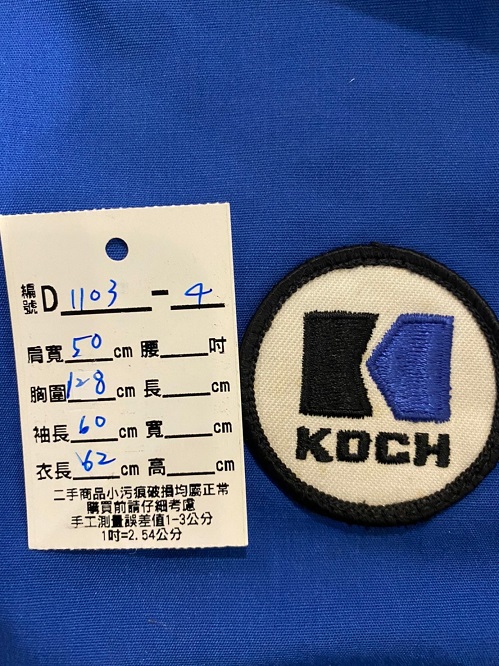 編號 D 1103 - 4
肩寬 50 cm 腰 吋
胸圍 128 cm 長 cm
袖長 60 cm 寬 cm
衣長 62 cm 高 cm
二手商品小污痕破損均屬正常
購買前請仔細考慮
手工測量誤差值1-3公分
1吋=2.54公分
KOCH